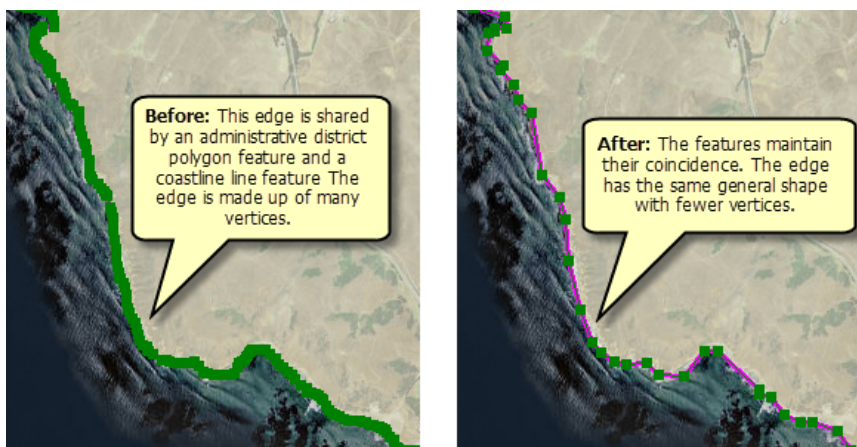 Before: This edge is shared
by an administrative district
polygon feature and a
coastline line feature The
edge is made up of many
vertices.
After: The features maintain
their coincidence. The edge
has the same general shape
with fewer vertices.